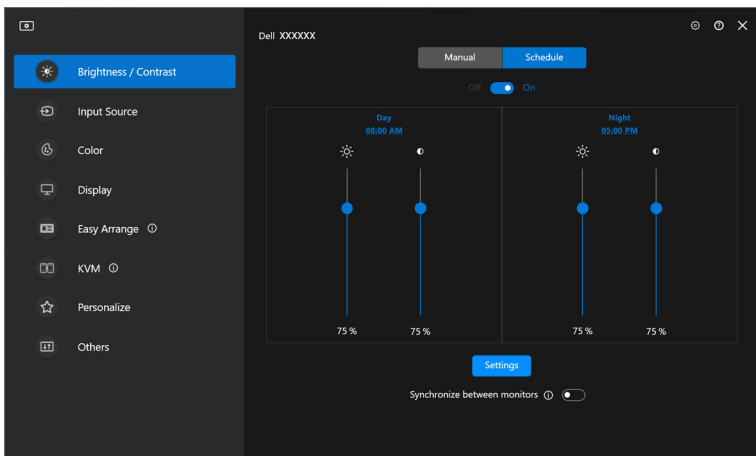 Dell XXXXXX
Manual
Schedule
Off
On
Brightness / Contrast
Input Source
Color
Display
Easy Arrange
KVM
Personalize
Others
Day
08:00 AM
75 %
75 %
Night
05:00 PM
75 %
75 %
Settings
Synchronize between monitors